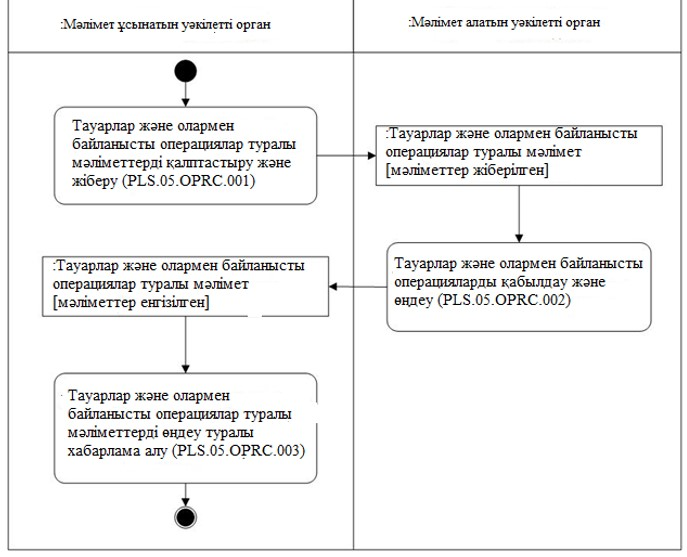 :Мәлімет ұсынатын уәкілетті орган
:Мәлімет алатын уәкілетті орган
Тауарлар және олармен
байланысты операциялар туралы
мәліметтерді қалптастыру және
жіберу (PLS.05.OPRC.001)
:Тауарлар және олармен байланысты
операциялар туралы мәлімет
[мәліметтер жіберілген]
Тауарлар және олармен байланысты
операцияларды қабылдау және
өңдеу (PLS.05.OPRC.002)
:Тауарлар және олармен байланысты
операциялар туралы мәлімет
[мәліметтер енгізілген]
Тауарлар және олармен
байланысты операциялар туралы
мәліметтерді өңдеу туралы
хабарлама алу (PLS.05.OPRC.003)